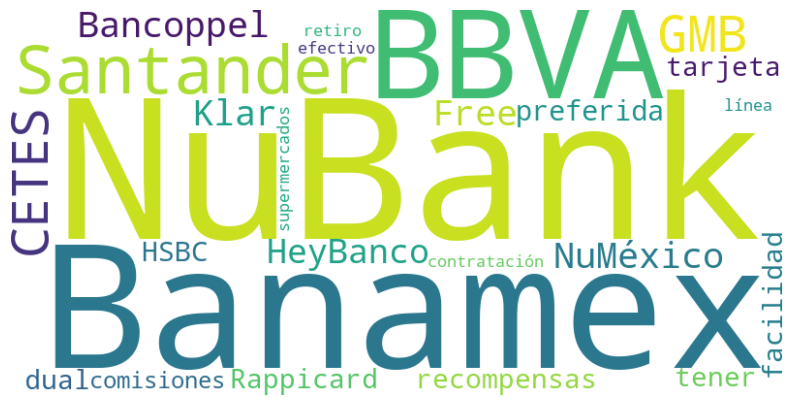 Bancoppel
retiro
efectivo
BBVA
GMB
Santander
tarjeta
CETES
Klar
supermercados
Free
preferida
línea
NuBank
HSBC
HeyBanco
contratación
NuMéxico
facilidad
Banamex
dual
comisiones
Rappicard
recompensas
tener